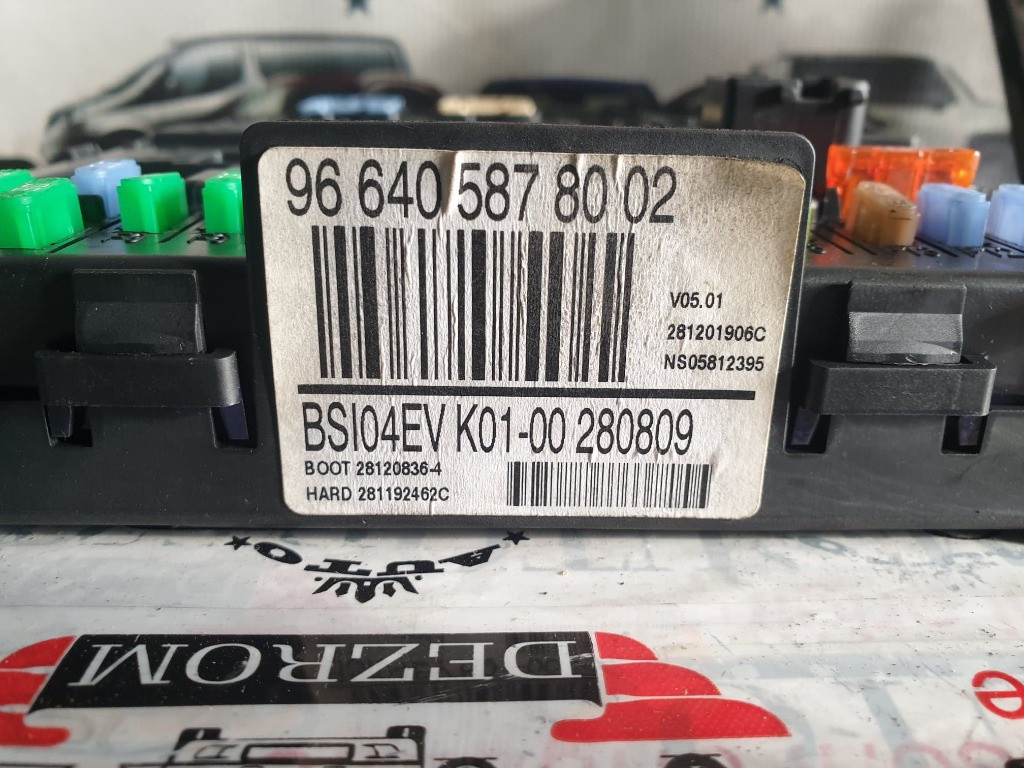 96 640 587 80 02
V05.01
281201906C
NS05812395
BSI04EV K01-00 280809
BOOT 28120836-4
HARD 281192462C
AUTO
DEZROM